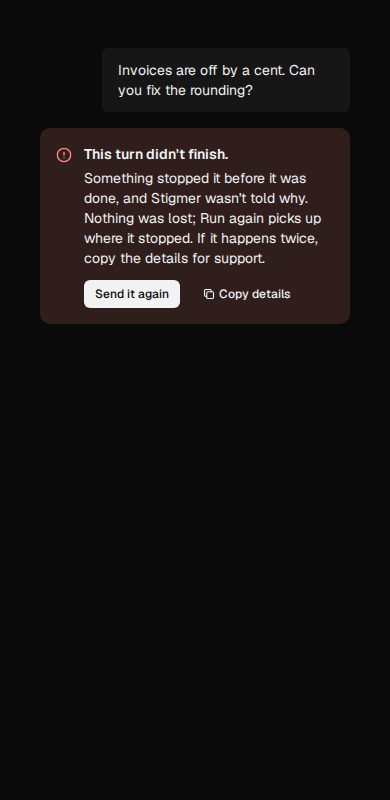 Invoices are off by a cent. Can
you fix the rounding?
This turn didn't finish.
Something stopped it before it was
done, and Stigmer wasn't told why.
Nothing was lost; Run again picks up
where it stopped. If it happens twice,
copy the details for support.
Send it again
Copy details